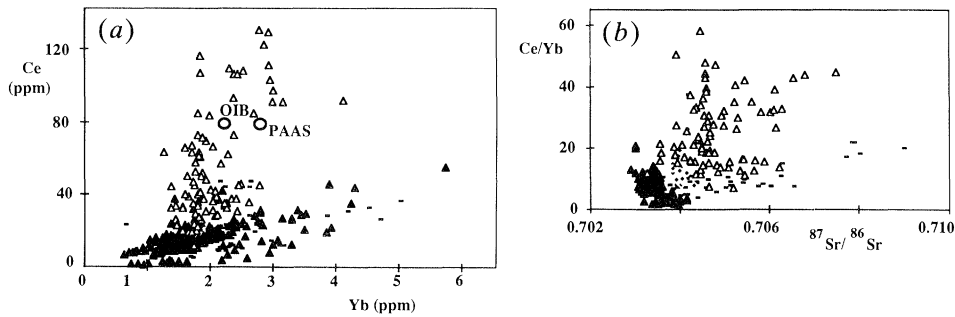 (a)
Ce
(ppm)
120
80
40
0
OIB
PAAS
0 1 2 3 4 5 6
Yb (ppm)
(b)
Ce/Yb
60
40
20
0
0.702 0.706 0.710
87Sr/ 86Sr